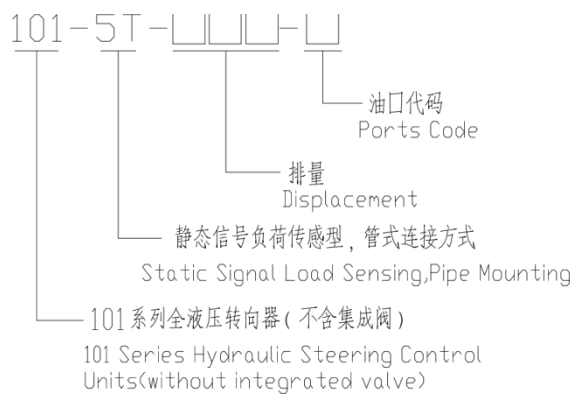 101-5T-□□□-□
油口代码
Ports Code
排量
Displacement
静态信号负荷传感型, 管式连接方式
Static Signal Load Sensing,Pipe Mounting
101系列全液压转向器(不含集成阀)
101 Series Hydraulic Steering Control
Units(without integrated valve)